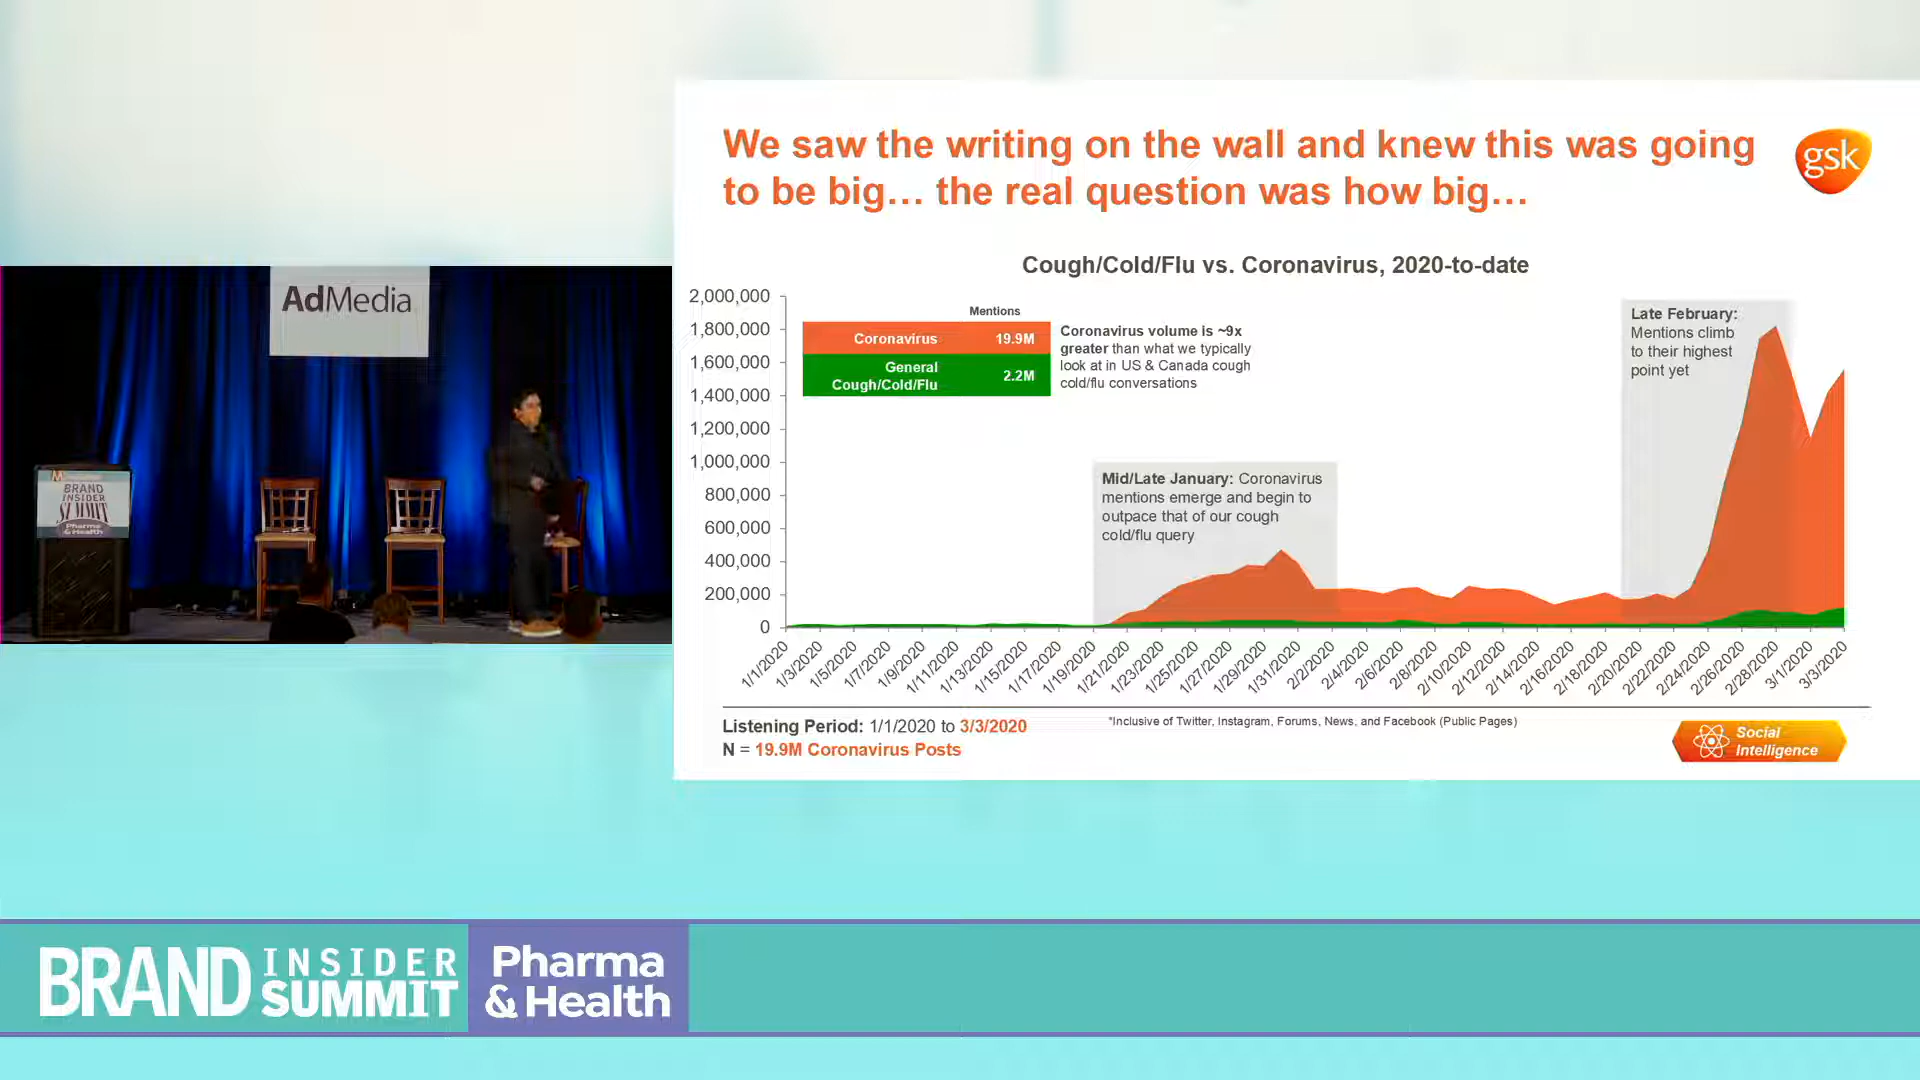 We saw the writing on the wall and knew this was going
to be big… the real question was how big…
gsk
Cough/Cold/Flu vs. Coronavirus, 2020-to-date
2,000,000
1,800,000
1,600,000
1,400,000
1,200,000
1,000,000
800,000
600,000
400,000
200,000
0
Mentions
Coronavirus 19.9M
General
Cough/Cold/Flu 2.2M
Coronavirus volume is ~9x
greater than what we typically
look at in US & Canada cough
cold/flu conversations
Mid/Late January: Coronavirus
mentions emerge and begin to
outpace that of our cough
cold/flu query
Late February:
Mentions climb
to their highest
point yet
1/1/2020
1/3/2020
1/5/2020
1/7/2020
1/9/2020
1/11/2020
1/13/2020
1/15/2020
1/17/2020
1/19/2020
1/21/2020
1/23/2020
1/25/2020
1/27/2020
1/29/2020
1/31/2020
2/2/2020
2/4/2020
2/6/2020
2/8/2020
2/10/2020
2/12/2020
2/14/2020
2/16/2020
2/18/2020
2/20/2020
2/22/2020
2/24/2020
2/26/2020
2/28/2020
3/1/2020
3/3/2020
Listening Period: 1/1/2020 to 3/3/2020
N = 19.9M Coronavirus Posts
*Inclusive of Twitter, Instagram, Forums, News, and Facebook (Public Pages)
Social
Intelligence
AdMedia
BRAND
INSIDER
SUMMIT
Pharma
& Health
BRAND INSIDER
SUMMIT
Pharma
& Health